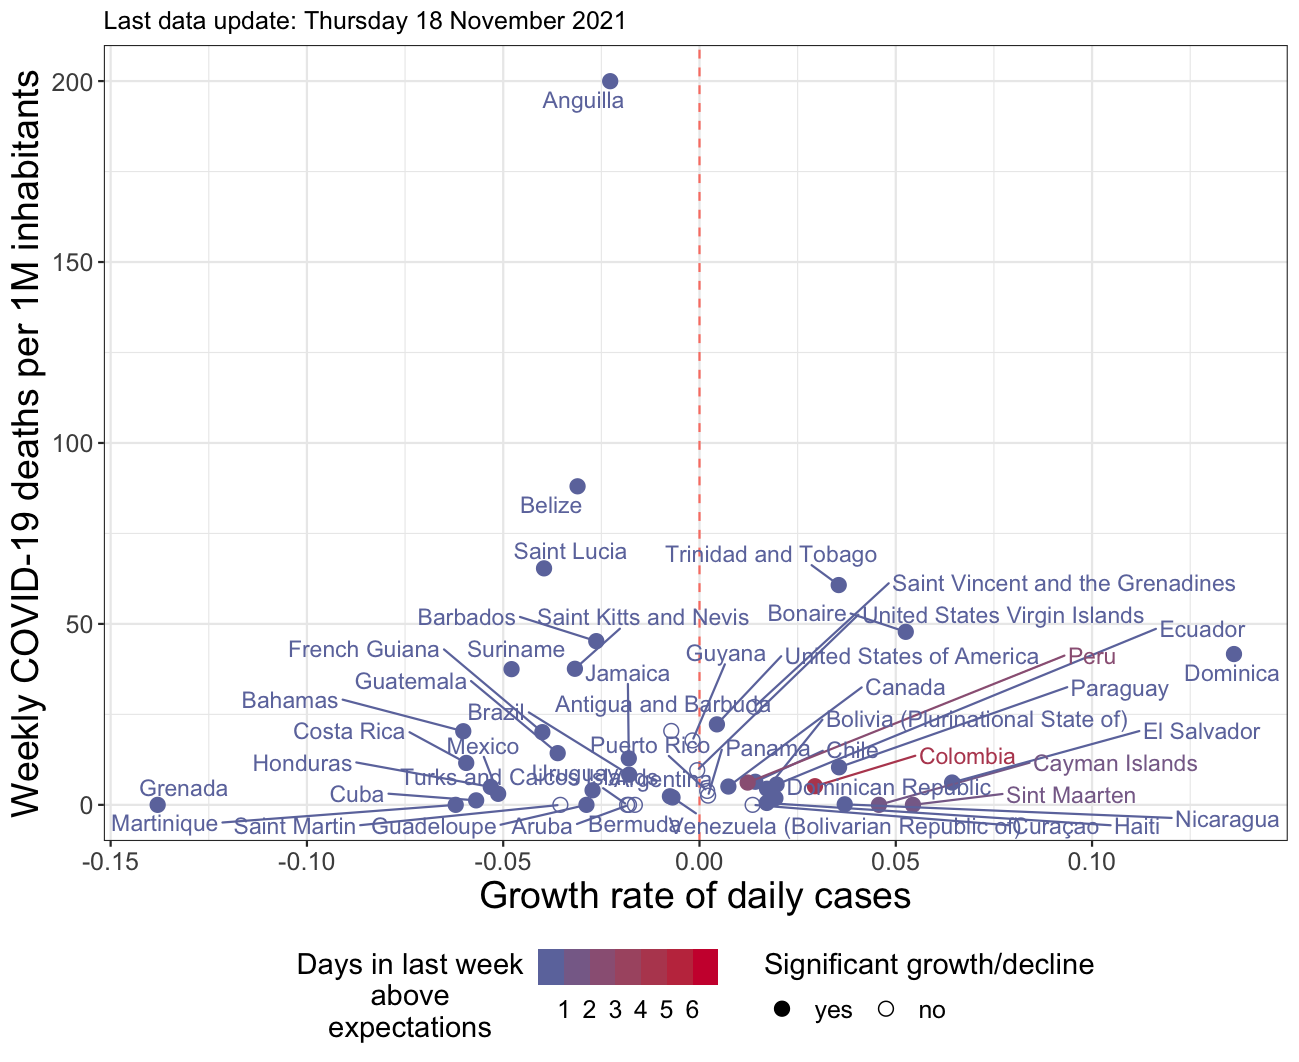 Last data update: Thursday 18 November 2021
Weekly COVID-19 deaths per 1M inhabitants
200
150
100
50
0
Anguilla
Belize
Saint Lucia
Trinidad and Tobago
Saint Vincent and the Grenadines
Barbados
Saint Kitts and Nevis
Bonaire
United States Virgin Islands
Ecuador
French Guiana
Suriname
Guyana
United States of America
Peru
Jamaica
Dominica
Guatemala
Canada
Paraguay
Bahamas
Antigua and Barbuda
Brazil
Bolivia (Plurinational State of)
Costa Rica
El Salvador
Mexico
Puerto Rico
Panama
Chile
Colombia
Honduras
Cayman Islands
Turks and Caicos Islands
Uruguay
Argentina
Grenada
Dominican Republic
Cuba
Sint Maarten
Martinique
Saint Martin
Guadeloupe
Aruba
Bermuda
Venezuela (Bolivarian Republic of)
Curaçao
Haiti
Nicaragua
-0.15
-0.10
-0.05
0.00
0.05
0.10
Growth rate of daily cases
Days in last week
above
expectations
1 2 3 4 5 6
Significant growth/decline
yes
no